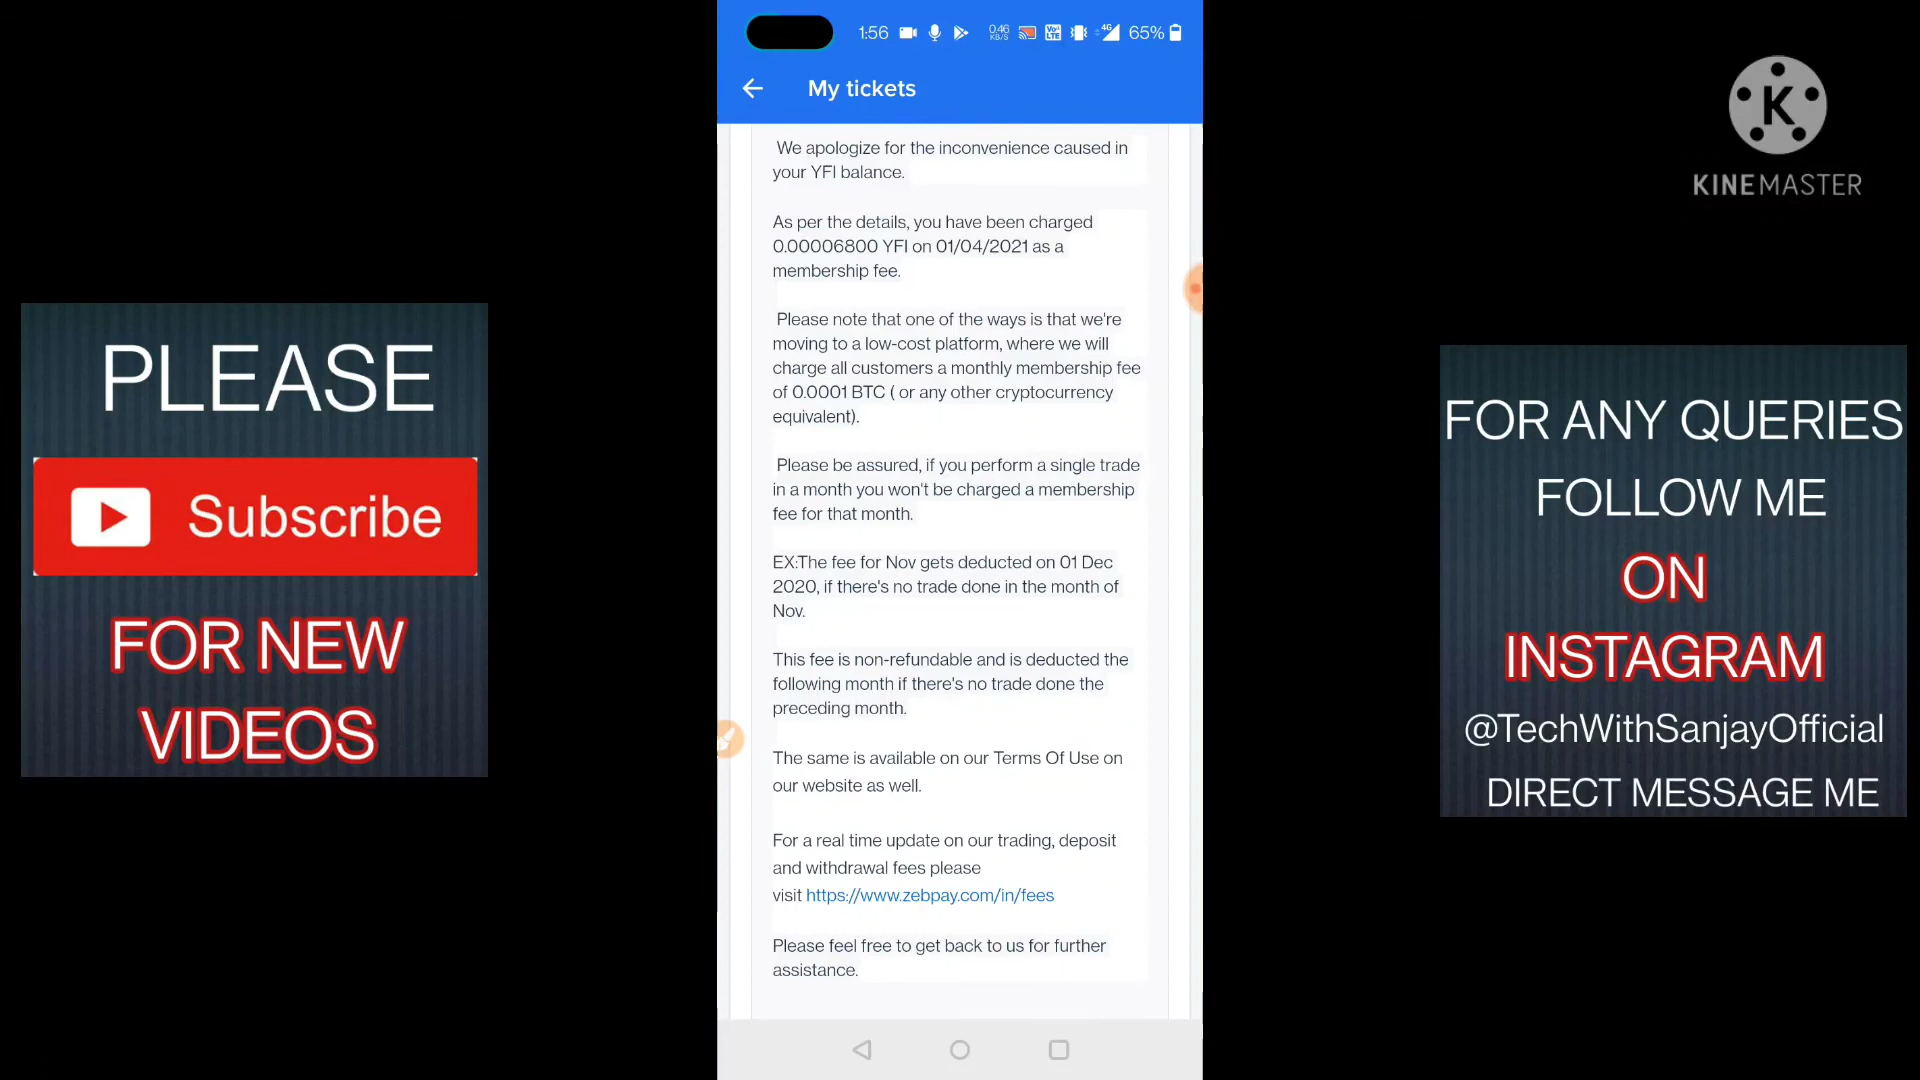 1:56
0.46
KB/S
Vo
LTE
4G
65%
My tickets
We apologize for the inconvenience caused in
your YFI balance.
As per the details, you have been charged
0.00006800 YFI on 01/04/2021 as a
membership fee.
Please note that one of the ways is that we're
moving to a low-cost platform, where we will
charge all customers a monthly membership fee
of 0.0001 BTC ( or any other cryptocurrency
equivalent).
Please be assured, if you perform a single trade
in a month you won't be charged a membership
fee for that month.
EX:The fee for Nov gets deducted on 01 Dec
2020, if there's no trade done in the month of
Nov.
This fee is non-refundable and is deducted the
following month if there's no trade done the
preceding month.
The same is available on our Terms Of Use on
our website as well.
For a real time update on our trading, deposit
and withdrawal fees please
visit https://www.zebpay.com/in/fees
Please feel free to get back to us for further
assistance.
PLEASE
Subscribe
FOR NEW
VIDEOS
K
KINEMASTER
FOR ANY QUERIES
FOLLOW ME
ON
INSTAGRAM
@TechWithSanjayOfficial
DIRECT MESSAGE ME